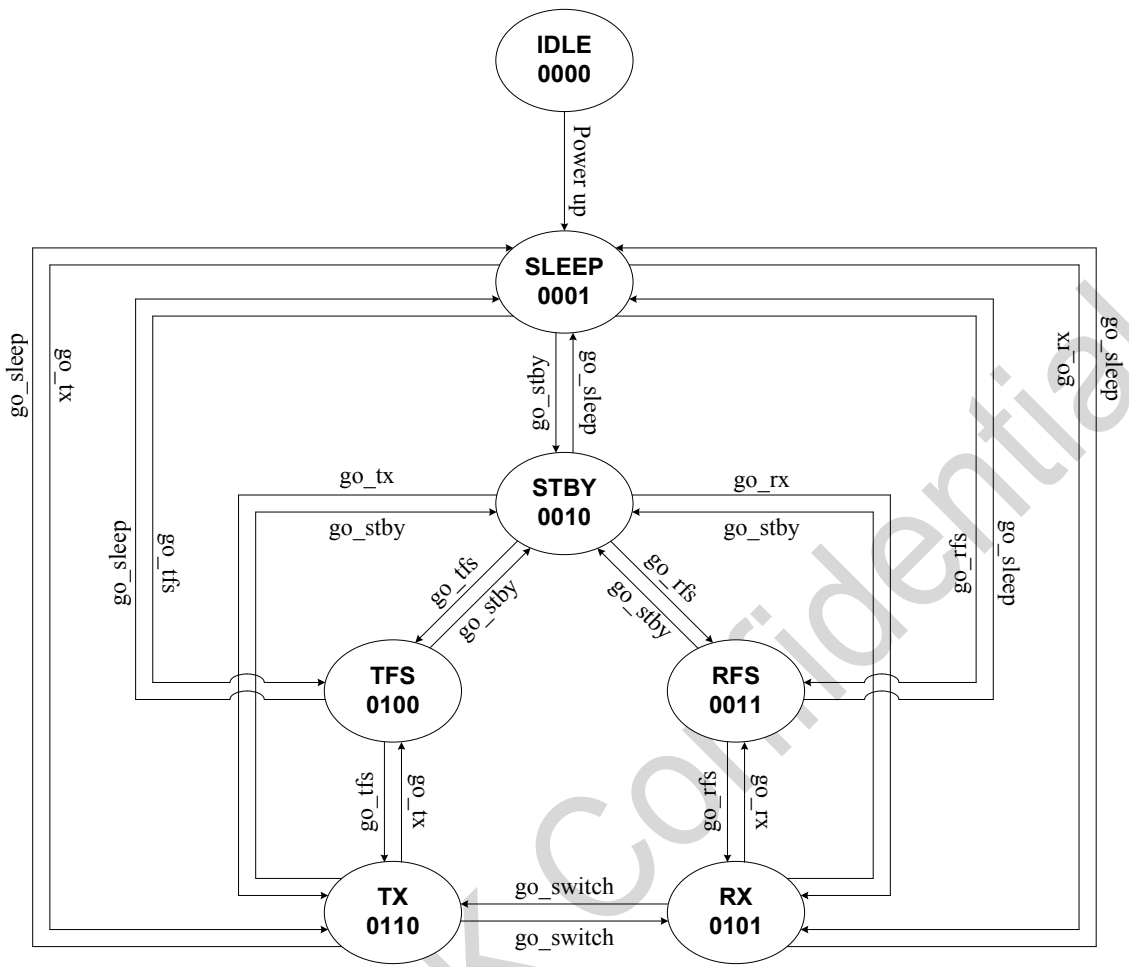 IDLE
0000
Power up
SLEEP
0001
go_sleep
go_tx
go_sleep
go_tfs
go_stby
go_sleep
go_rx
go_sleep
go_rfs
go_sleep
STBY
0010
go_tx
go_stby
go_rx
go_stby
go_tfs
go_stby
go_rfs
go_stby
TFS
0100
RFS
0011
go_tfs
go_tx
go_rfs
go_rx
TX
0110
RX
0101
go_switch
go_switch
K Confidential